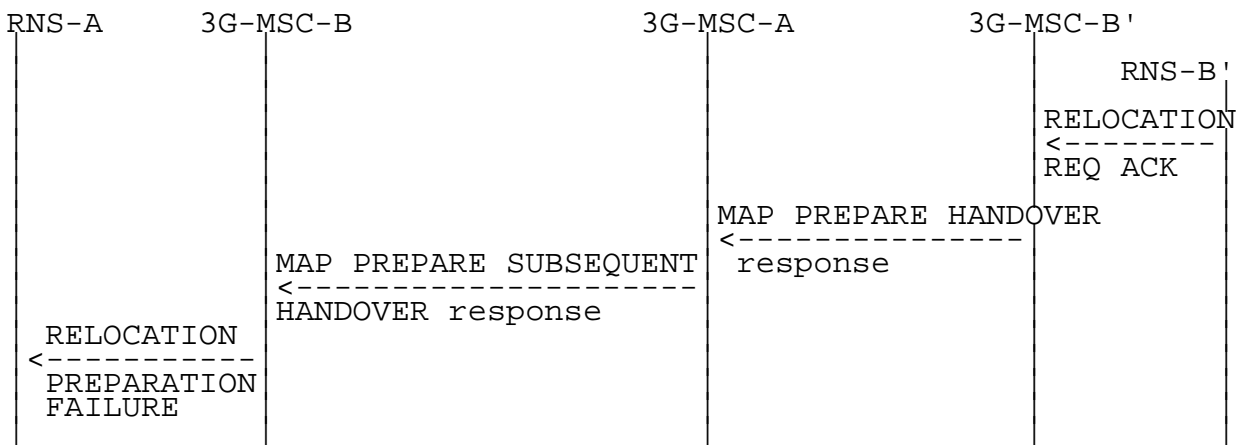 RNS-A 3G-MSC-B 3G-MSC-A 3G-MSC-B'
RNS-B'
RELOCATION
REQ ACK
MAP PREPARE HANDOVER
response
MAP PREPARE SUBSEQUENT
HANDOVER response
RELOCATION
PREPARATION
FAILURE